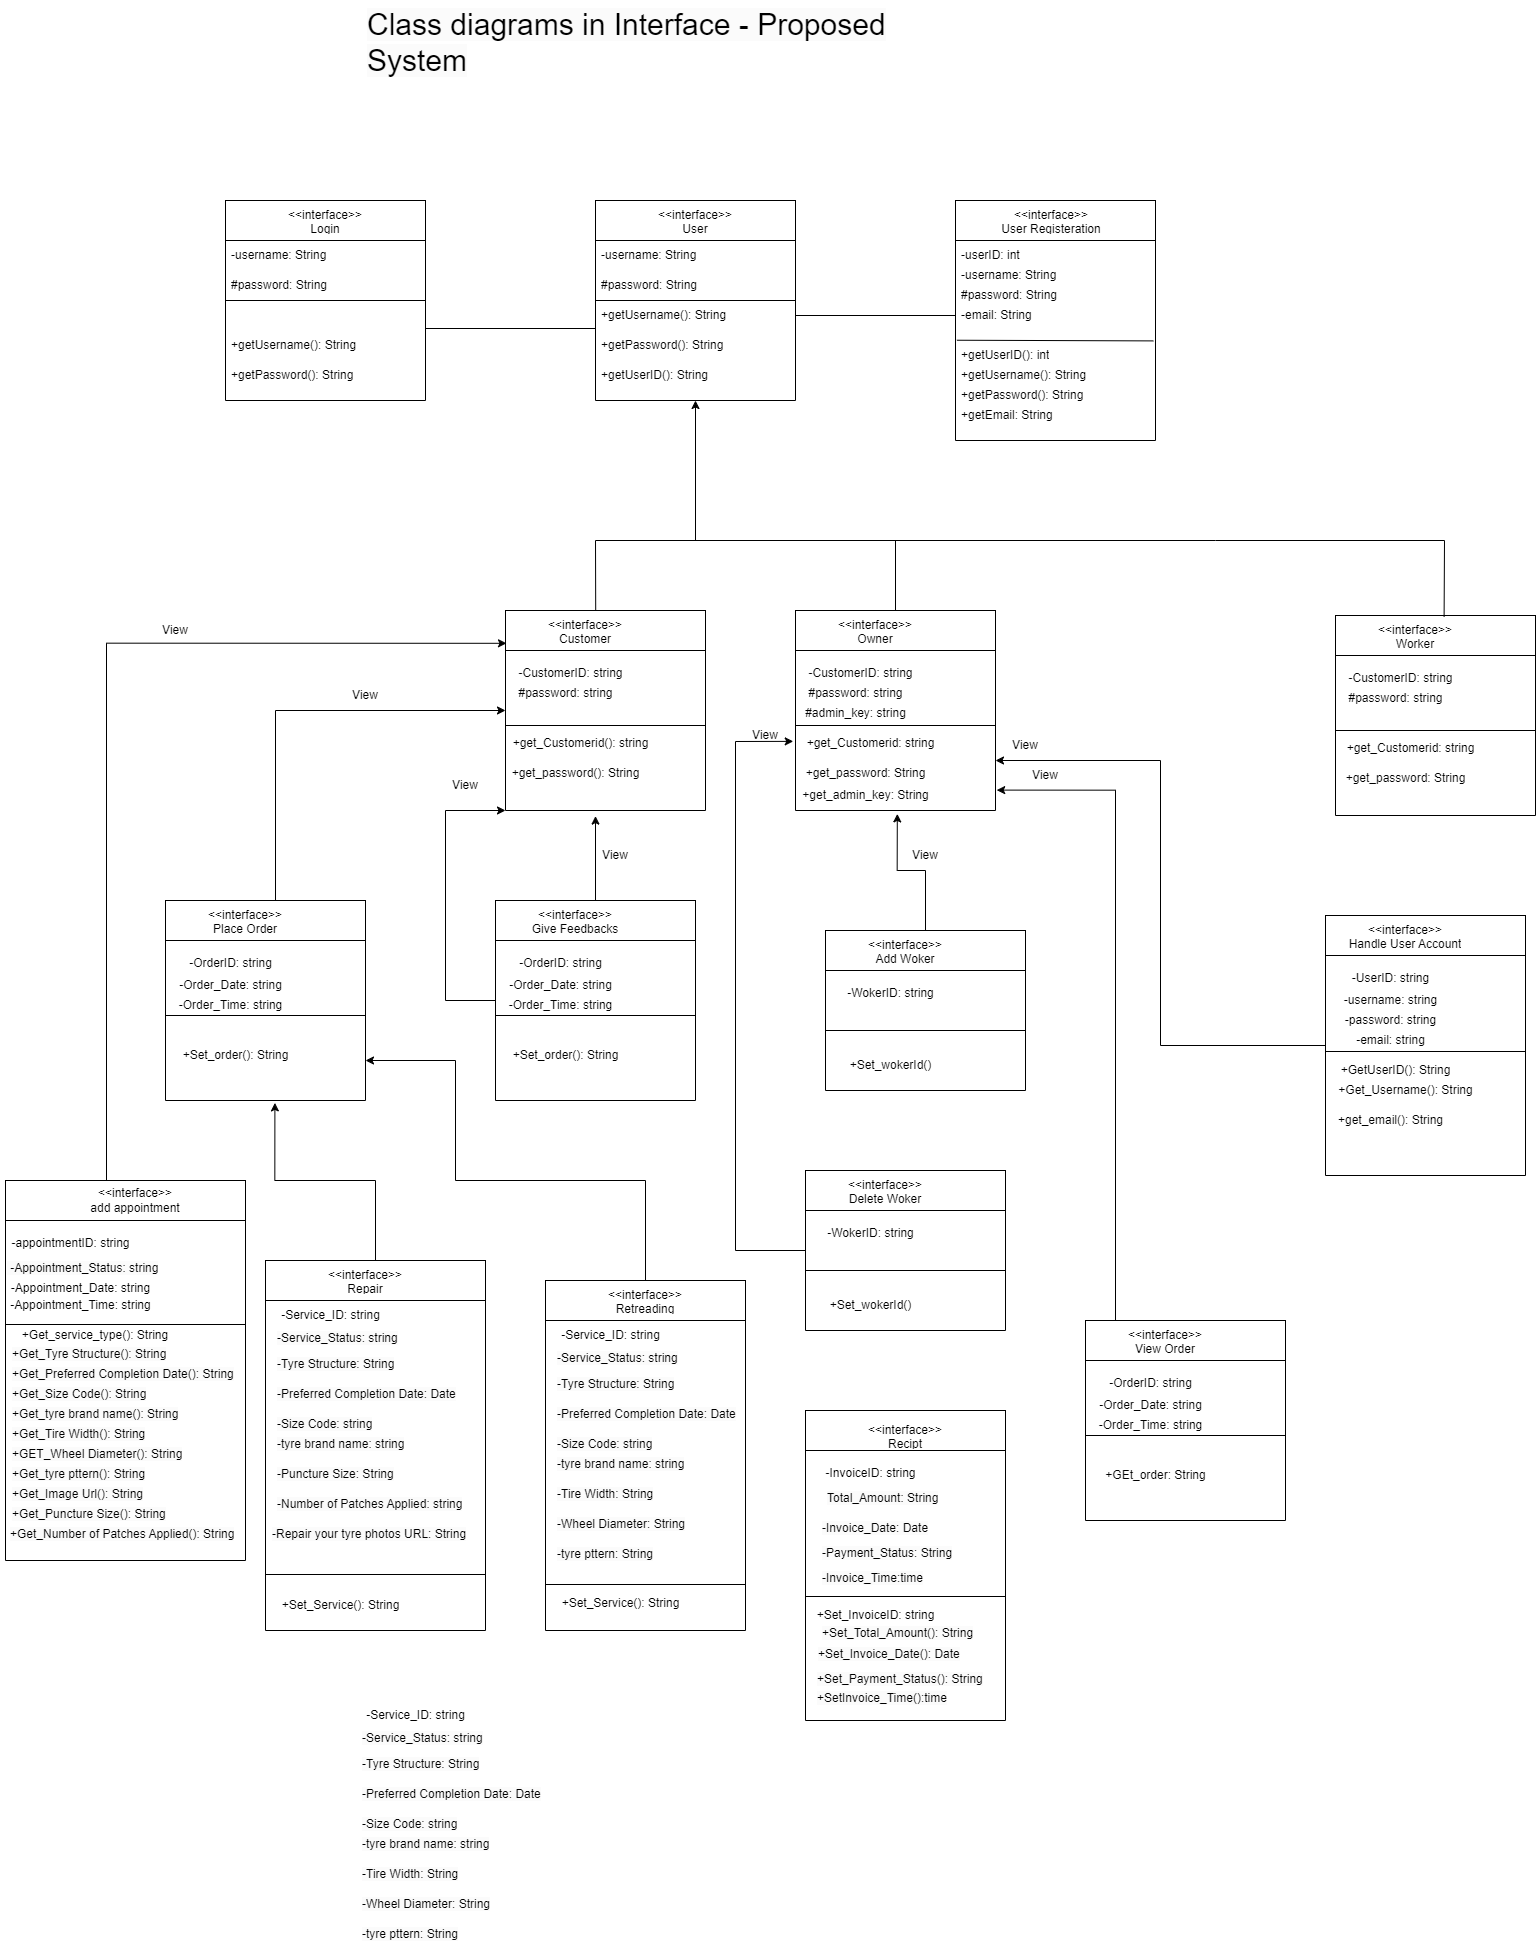 Class diagrams in Interface - Proposed
System
<<interface>>
Login
-username: String
#password: String
+getUsername(): String
+getPassword(): String
<<interface>>
User
-username: String
#password: String
+getUsername(): String
+getPassword(): String
+getUserID(): String
<<interface>>
User Registeration
-userID: int
-username: String
#password: String
-email: String
+getUserID(): int
+getUsername(): String
+getPassword(): String
+getEmail: String
View
View
View
View
<<interface>>
Customer
-CustomerID: string
#password: string
+get_Customerid(): string
+get_password(): String
<<interface>>
Owner
-CustomerID: string
#password: string
#admin_key: string
+get_Customerid: string
+get_password: String
+get_admin_key: String
View
View
View
View
<<interface>>
Worker
-CustomerID: string
#password: string
+get_Customerid: string
+get_password: String
<<interface>>
Place Order
-OrderID: string
-Order_Date: string
-Order_Time: string
+Set_order(): String
<<interface>>
Give Feedbacks
-OrderID: string
-Order_Date: string
-Order_Time: string
+Set_order(): String
<<interface>>
Add Woker
-WokerID: string
+Set_wokerId()
<<interface>>
Handle User Account
-UserID: string
-username: string
-password: string
-email: string
+GetUserID(): String
+Get_Username(): String
+get_email(): String
<<interface>>
add appointment
-appointmentID: string
-Appointment_Status: string
-Appointment_Date: string
-Appointment_Time: string
+Get_service_type(): String
+Get_Tyre Structure(): String
+Get_Preferred Completion Date(): String
+Get_Size Code(): String
+Get_tyre brand name(): String
+Get_Tire Width(): String
+GET_Wheel Diameter(): String
+Get_tyre pttern(): String
+Get_Image Url(): String
+Get_Puncture Size(): String
+Get_Number of Patches Applied(): String
<<interface>>
Repair
-Service_ID: string
-Service_Status: string
-Tyre Structure: String
-Preferred Completion Date: Date
-Size Code: string
-tyre brand name: string
-Puncture Size: String
-Number of Patches Applied: string
-Repair your tyre photos URL: String
+Set_Service(): String
<<interface>>
Retreading
-Service_ID: string
-Service_Status: string
-Tyre Structure: String
-Preferred Completion Date: Date
-Size Code: string
-tyre brand name: string
-Tire Width: String
-Wheel Diameter: String
-tyre pttern: String
+Set_Service(): String
<<interface>>
Delete Woker
-WokerID: string
+Set_wokerId()
<<interface>>
Recipt
-InvoiceID: string
Total_Amount: String
-Invoice_Date: Date
-Payment_Status: String
-Invoice_Time:time
+Set_InvoiceID: string
+Set_Total_Amount(): String
+Set_Invoice_Date(): Date
+Set_Payment_Status(): String
+SetInvoice_Time():time
<<interface>>
View Order
-OrderID: string
-Order_Date: string
-Order_Time: string
+GEt_order: String
-Service_ID: string
-Service_Status: string
-Tyre Structure: String
-Preferred Completion Date: Date
-Size Code: string
-tyre brand name: string
-Tire Width: String
-Wheel Diameter: String
-tyre pttern: String